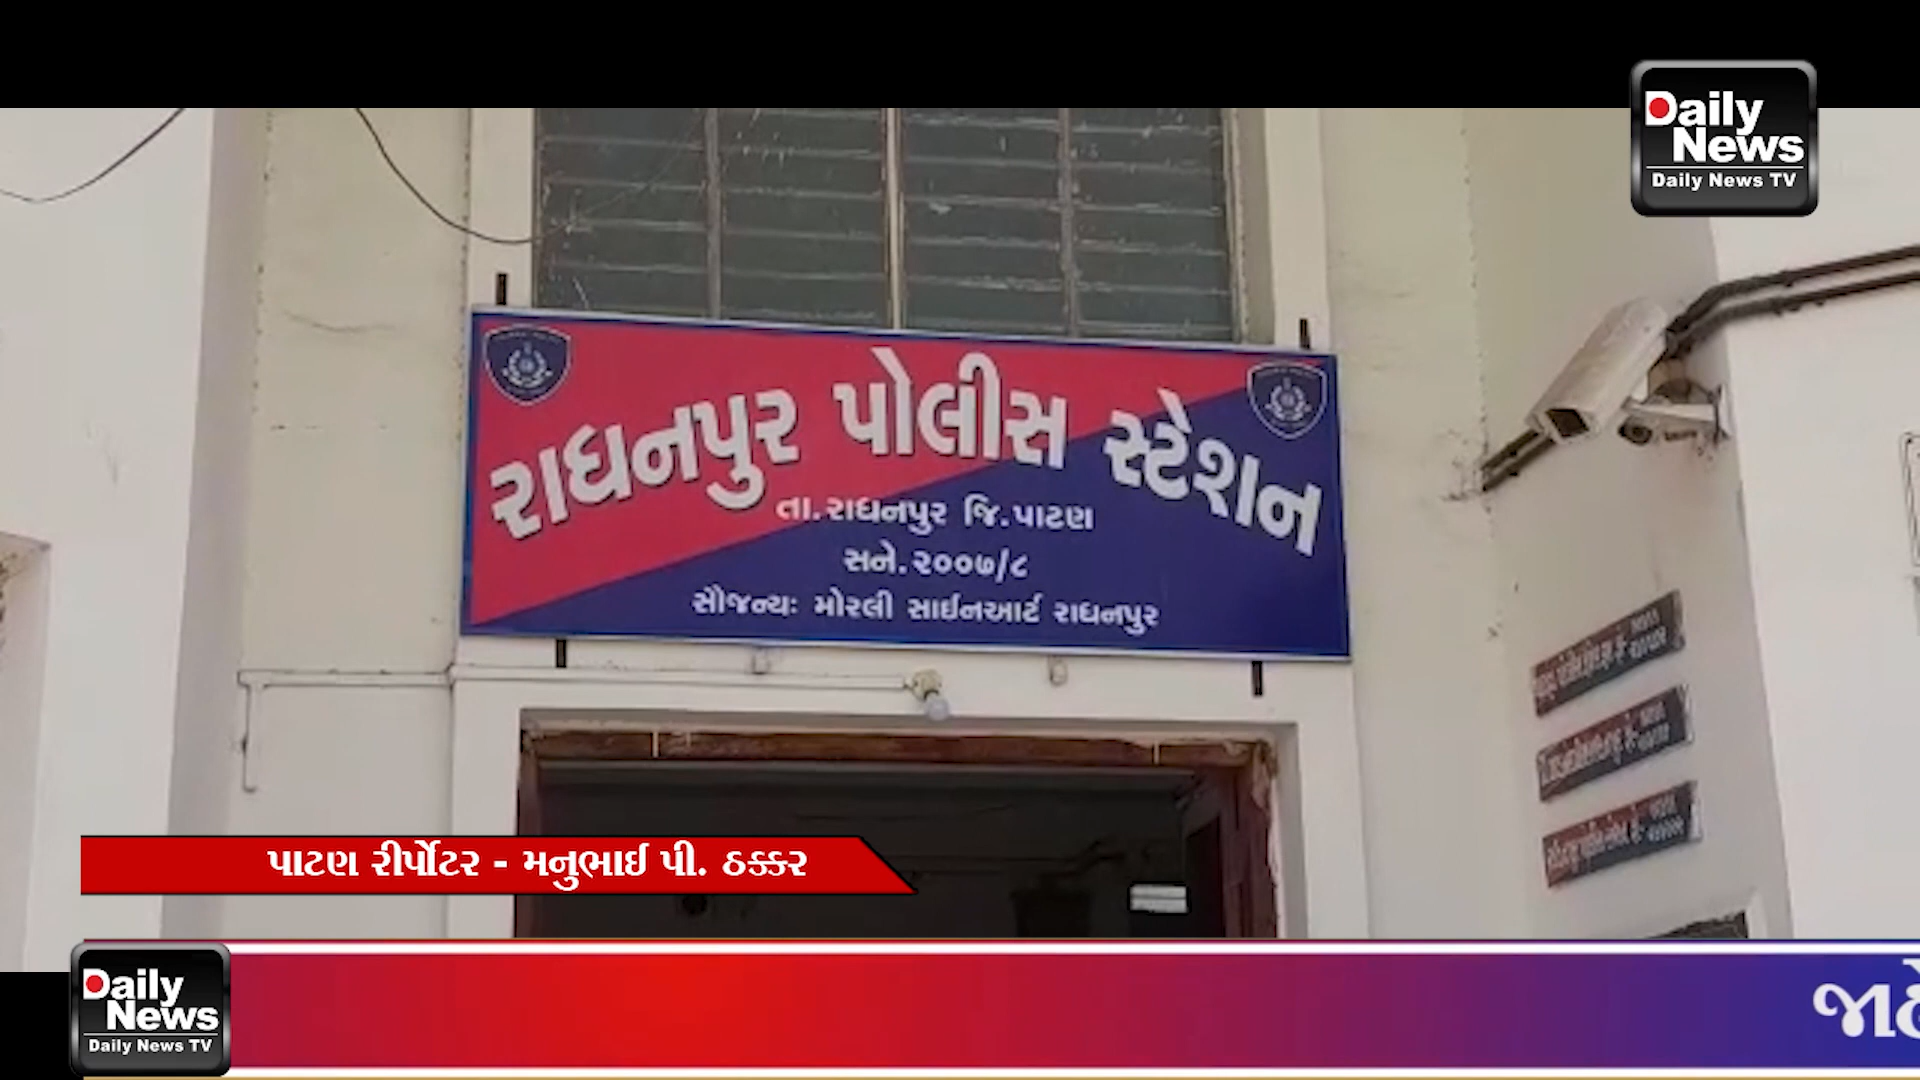 Daily
News
Daily News TV
રાધનપુર પોલીસ સ્ટેશન
તા.રાધનપુર જિ.પાટણ
સને.૨૦૦૭/૮
સૌજન્યઃ મોરલી સાઈનઆર્ટ રાધનપુર
પાટણ રીર્પોટર - મનુભાઈ પી. ઠક્કર
Daily
News
Daily News TV